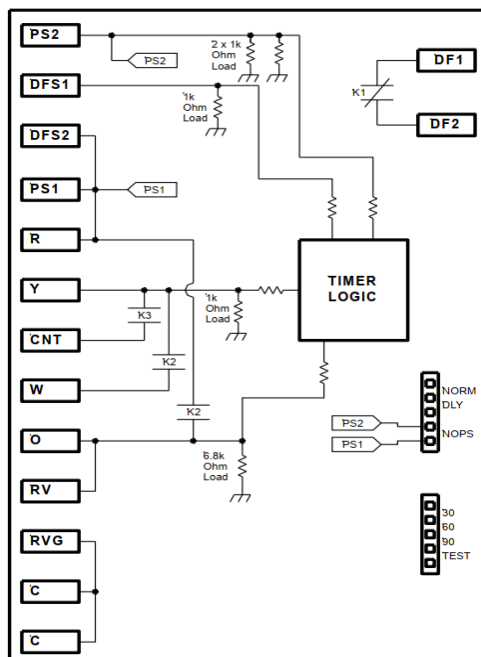 PS2
PS2
2 x 1k
Ohm
Load
DF1
DFS1
1k
Ohm
Load
K1
DF2
DFS2
PS1
PS1
R
Y
TIMER
LOGIC
1k
Ohm
Load
K3
CNT
K2
W
K2
NORM
DLY
NOPS
PS2
PS1
O
6.8k
Ohm
Load
RV
30
60
90
TEST
RVG
C
C